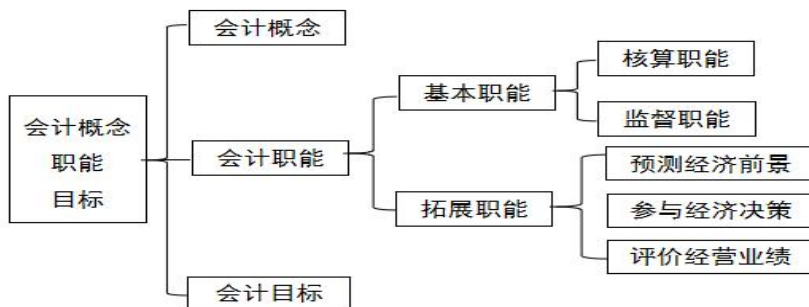 会计概念
职能
目标
会计概念
会计职能
会计目标
基本职能
拓展职能
核算职能
监督职能
预测经济前景
参与经济决策
评价经营业绩